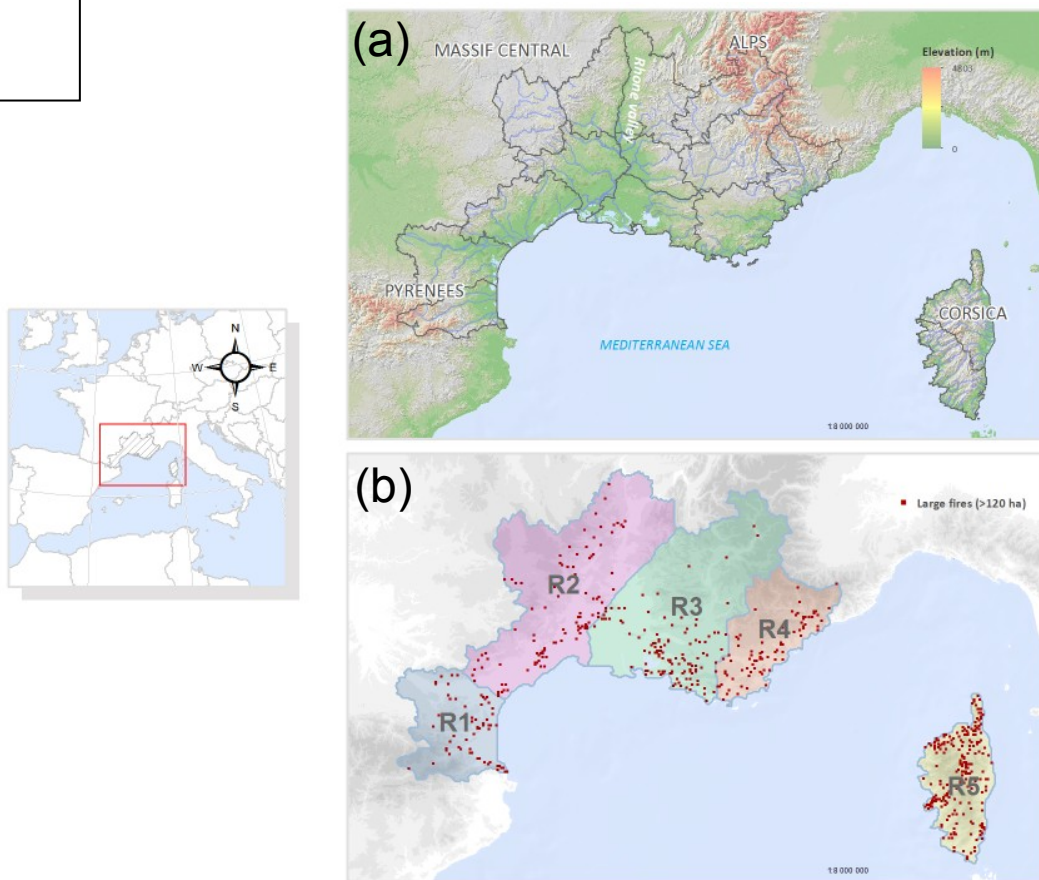 (a)
MASSIF CENTRAL
ALPS
Rhone valley
Elevation (m)
4803
0
PYRENEES
CORSICA
MEDITERRANEAN SEA
1:8 000 000
N
W
E
S
(b)
Large fires (>120 ha)
R2
R3
R4
R1
R5
1:8 000 000